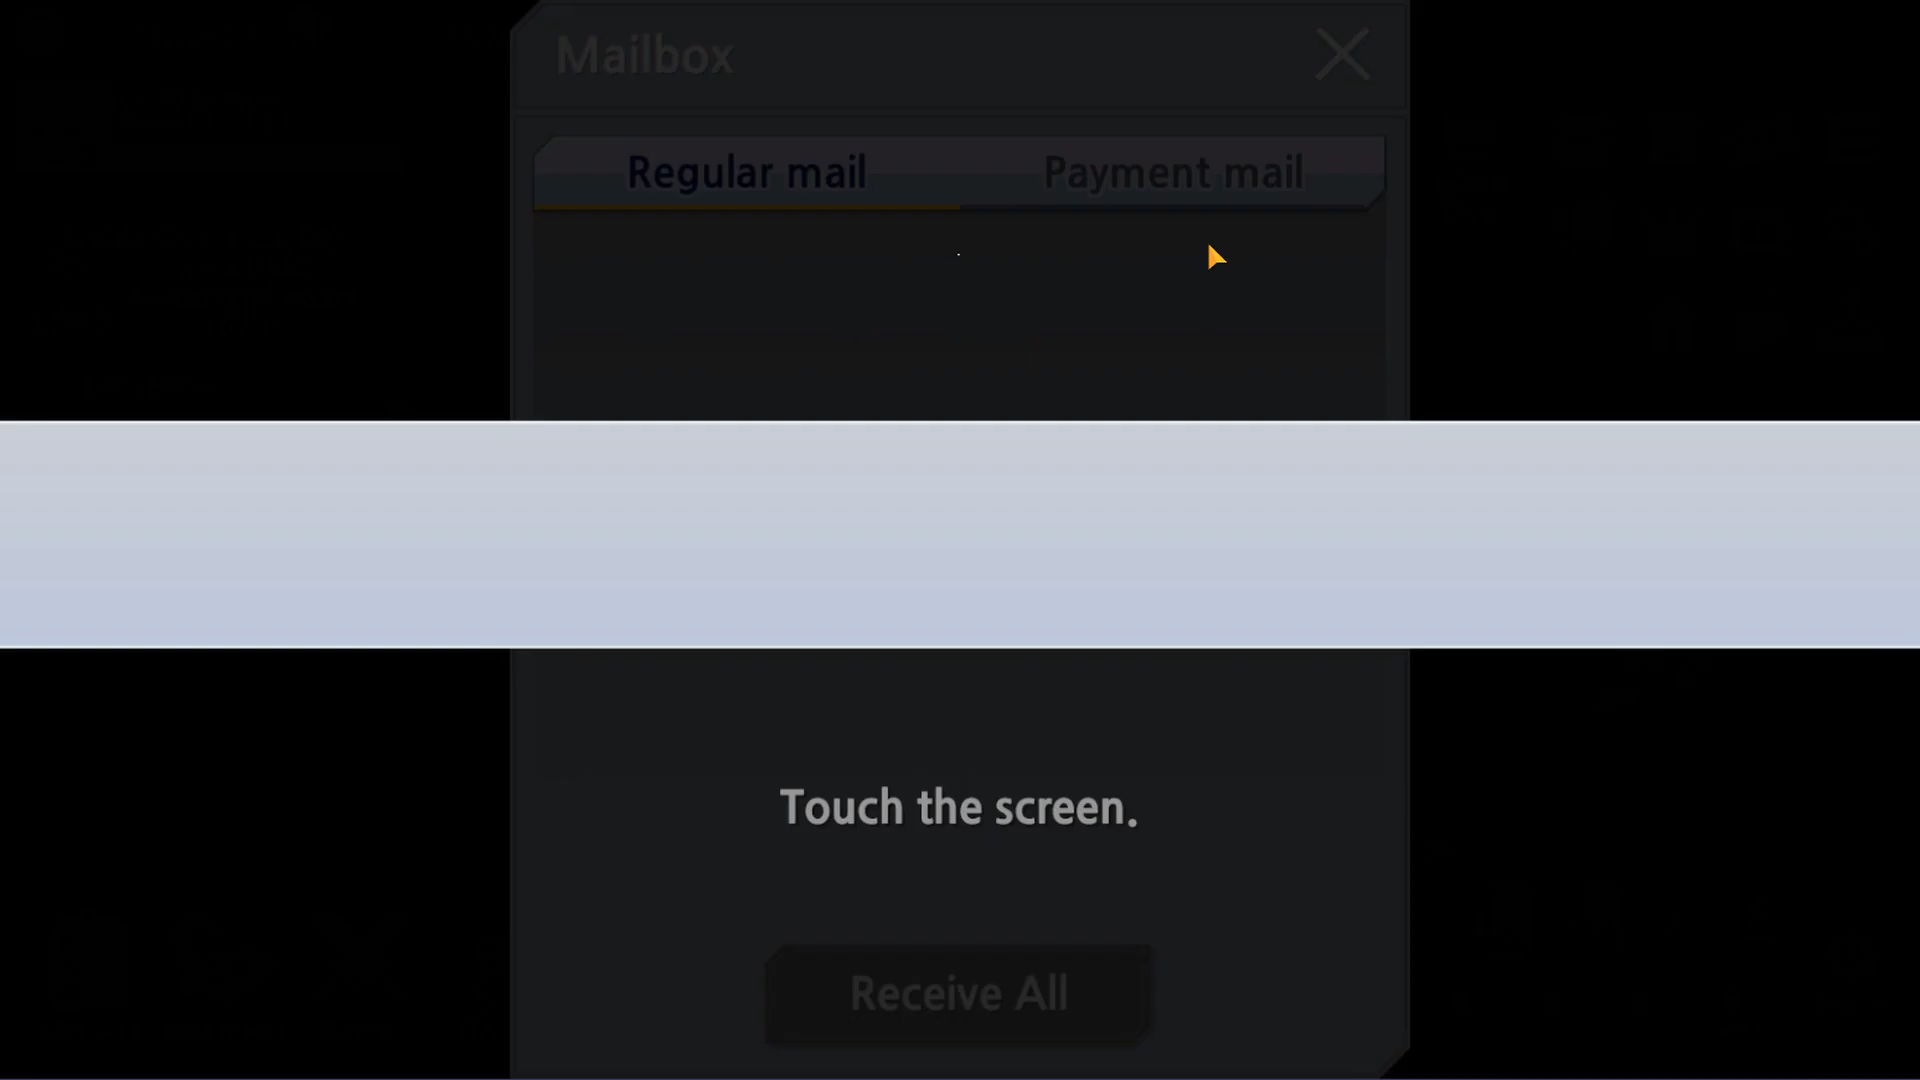 Mailbox
Regular mail
Payment mail
Touch the screen.
Receive All